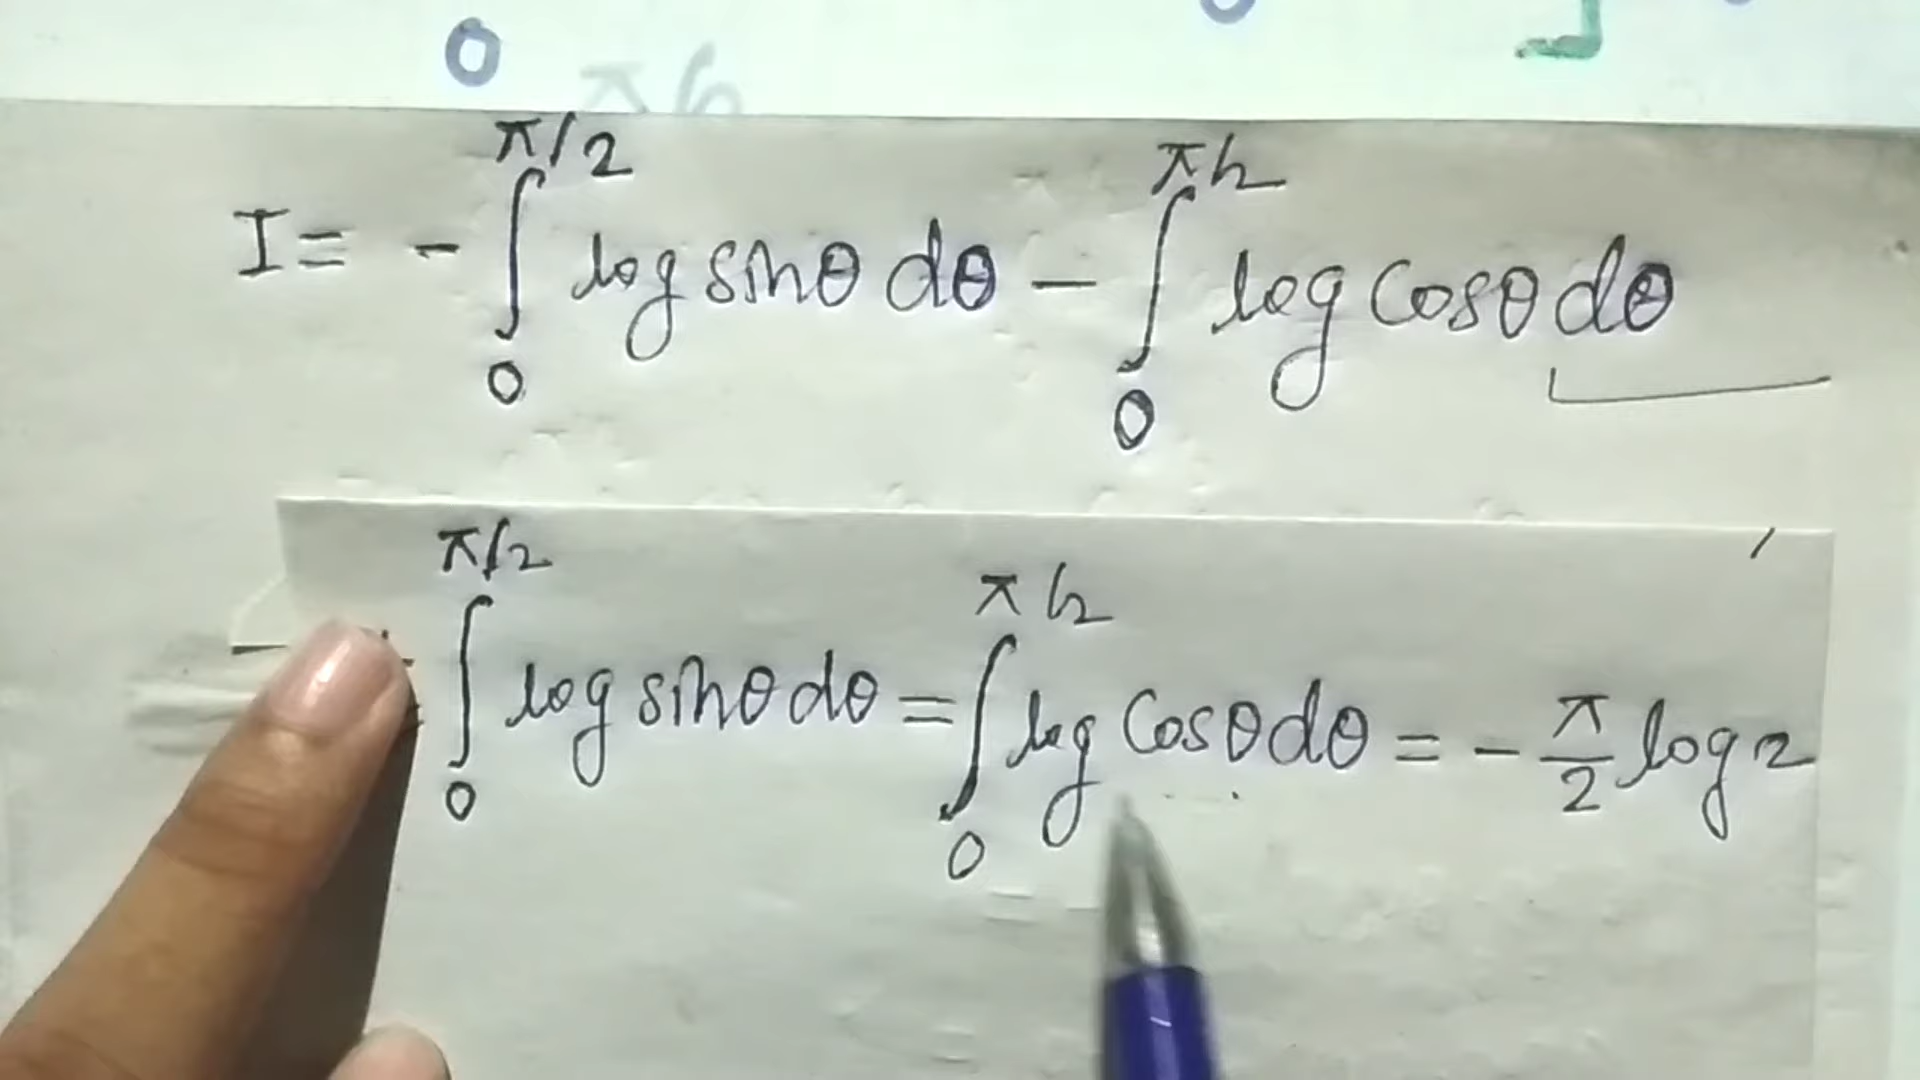 0
π/2 π/2
I = - ∫ log sinθ dθ - ∫ log cosθ dθ
0 0
π/2 π/2
∫ log sinθ dθ = ∫ log cosθ dθ = - π/2 log 2
0 0